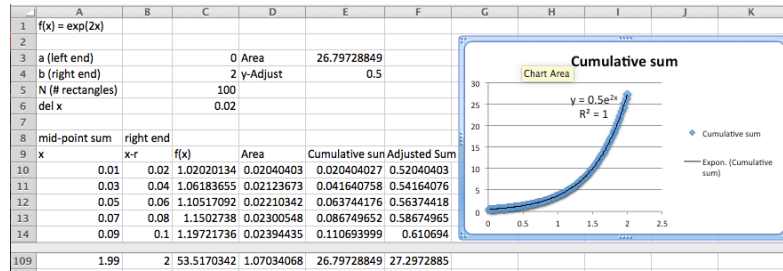 A B C D E F G H I J K
1 f(x) = exp(2x)
2
3 a (left end) 0 Area 26.79728849
4 b (right end) 2 y-Adjust 0.5
5 N (# rectangles) 100
6 del x 0.02
7
8 mid-point sum right end
9 x x-r f(x) Area Cumulative sun Adjusted Sum
10 0.01 0.02 1.02020134 0.02040403 0.020404027 0.52040403
11 0.03 0.04 1.06183655 0.02123673 0.041640758 0.54164076
12 0.05 0.06 1.10517092 0.02210342 0.063744176 0.56374418
13 0.07 0.08 1.1502738 0.02300548 0.086749652 0.58674965
14 0.09 0.1 1.19721736 0.02394435 0.110693999 0.610694
109 1.99 2 53.5170342 1.07034068 26.79728849 27.2972885
Cumulative sum
Chart Area
30
25
20
15
10
5
0
0 0.5 1 1.5 2 2.5
y = 0.5e²ˣ
R² = 1
Cumulative sum
Expon. (Cumulative
sum)